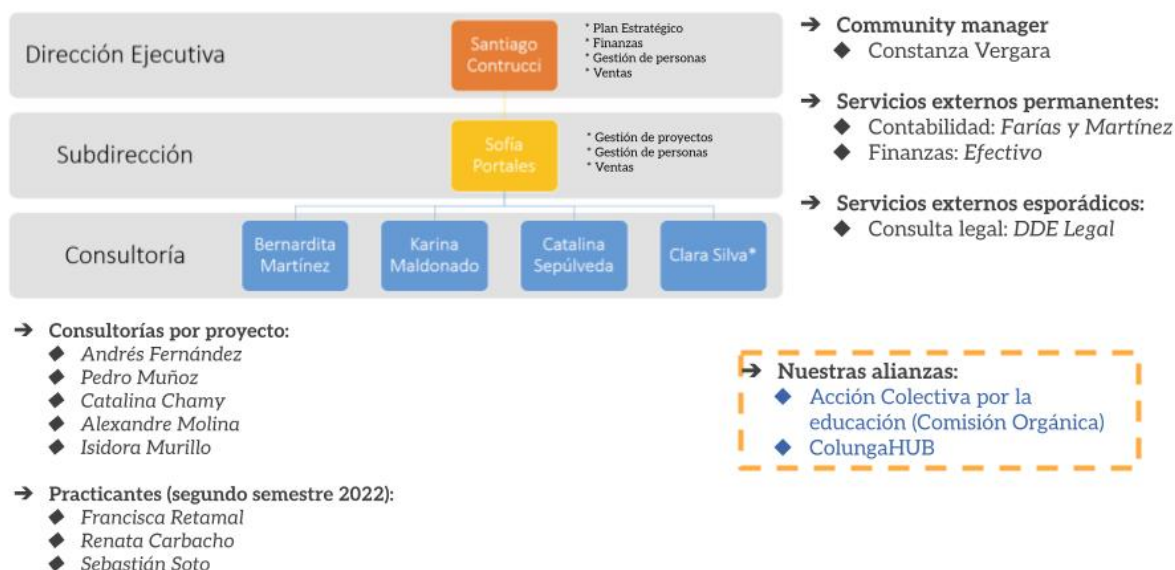 Dirección Ejecutiva
Santiago
Contrucci
* Plan Estratégico
* Finanzas
* Gestión de personas
* Ventas
Subdirección
Sofía
Portales
* Gestión de proyectos
* Gestión de personas
* Ventas
Consultoría
Bernardita
Martínez
Karina
Maldonado
Catalina
Sepúlveda
Clara Silva*
➔ Community manager
◆ Constanza Vergara
➔ Servicios externos permanentes:
◆ Contabilidad: Farías y Martínez
◆ Finanzas: Efectivo
➔ Servicios externos esporádicos:
◆ Consulta legal: DDE Legal
➔ Consultorías por proyecto:
◆ Andrés Fernández
◆ Pedro Muñoz
◆ Catalina Chamy
◆ Alexandre Molina
◆ Isidora Murillo
➔ Practicantes (segundo semestre 2022):
◆ Francisca Retamal
◆ Renata Carbacho
◆ Sebastián Soto
➔ Nuestras alianzas:
◆ Acción Colectiva por la
educación (Comisión Orgánica)
◆ ColungaHUB